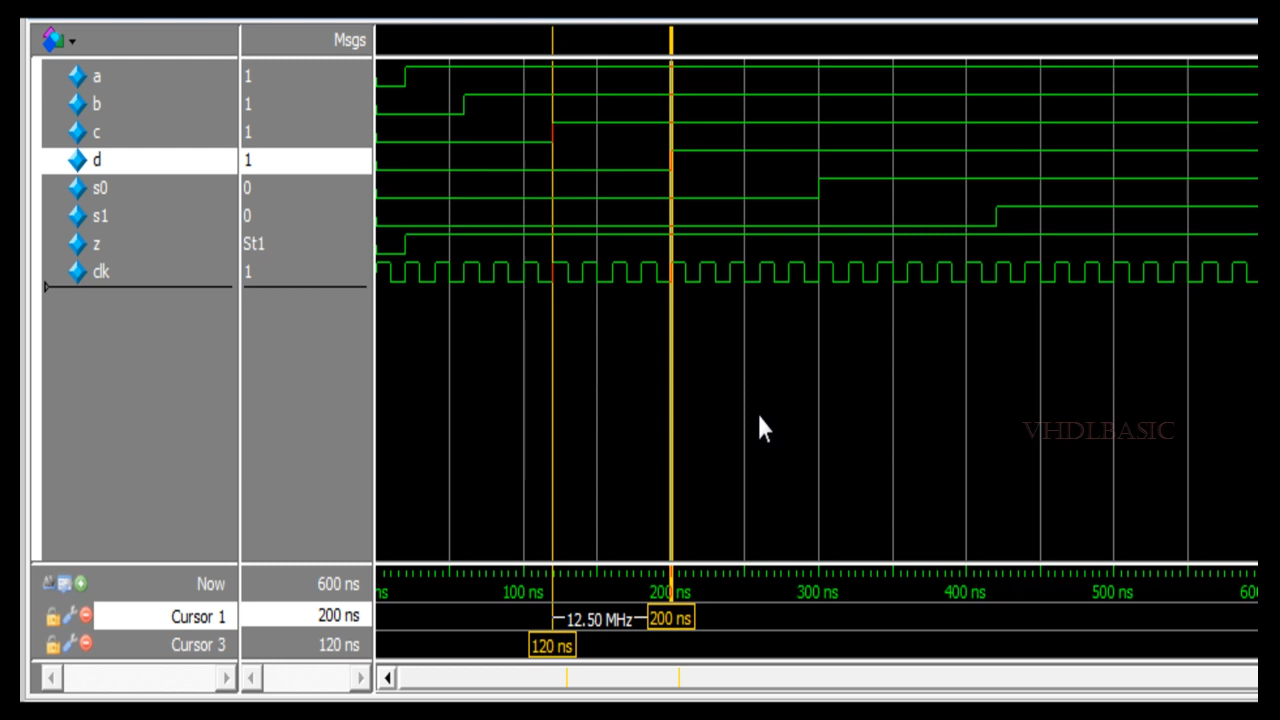 Msgs
a 1
b 1
c 1
d 1
s0 0
s1 0
z St1
clk 1
Now 600 ns
ns 100 ns 200 ns 300 ns 400 ns 500 ns 60
Cursor 1 200 ns 12.50 MHz 200 ns
Cursor 3 120 ns 120 ns
VHDLBASIC